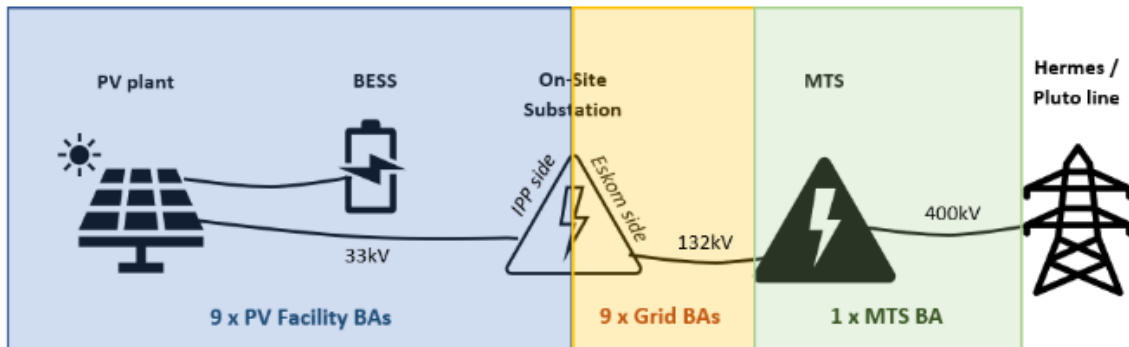 PV plant
BESS
On-Site
Substation
MTS
Hermes /
Pluto line
IPP side
Eskom side
33kV
132kV
400kV
9 x PV Facility BAs
9 x Grid BAs
1 x MTS BA